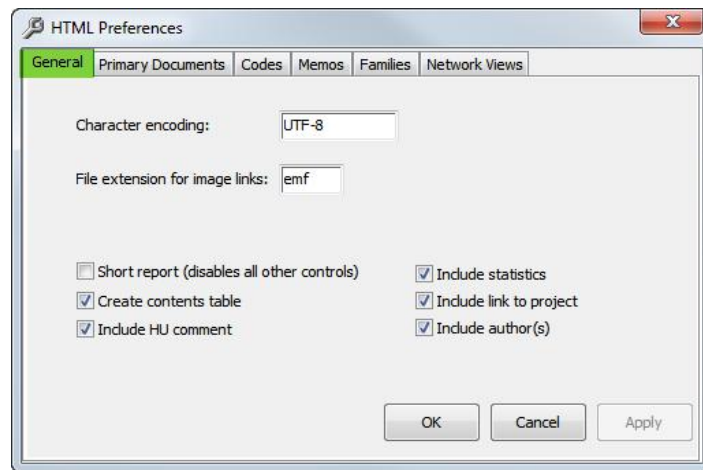 HTML Preferences
General Primary Documents Codes Memos Families Network Views
Character encoding: UTF-8
File extension for image links: emf
Short report (disables all other controls) Include statistics
Create contents table Include link to project
Include HU comment Include author(s)
OK Cancel Apply